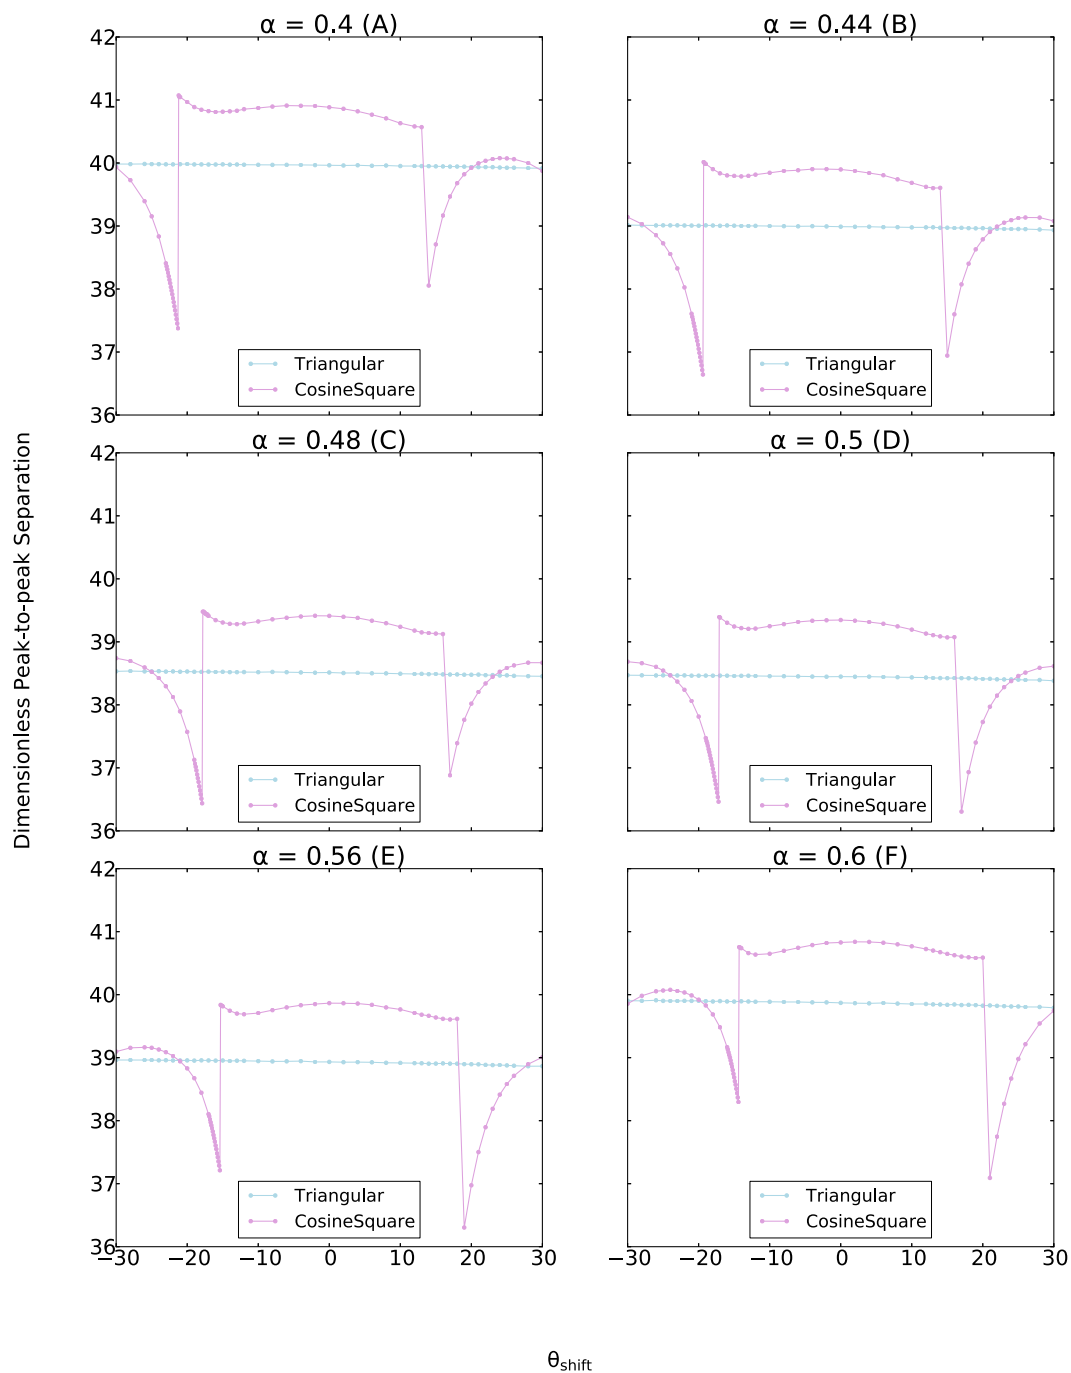 α = 0.4 (A)
α = 0.44 (B)
42
41
40
39
38
37
36
Triangular
CosineSquare
Triangular
CosineSquare
α = 0.48 (C)
α = 0.5 (D)
Dimensionless Peak-to-peak Separation
42
41
40
39
38
37
36
Triangular
CosineSquare
Triangular
CosineSquare
α = 0.56 (E)
α = 0.6 (F)
42
41
40
39
38
37
36
Triangular
CosineSquare
Triangular
CosineSquare
−30 −20 −10 0 10 20 30
−30 −20 −10 0 10 20 30
θshift